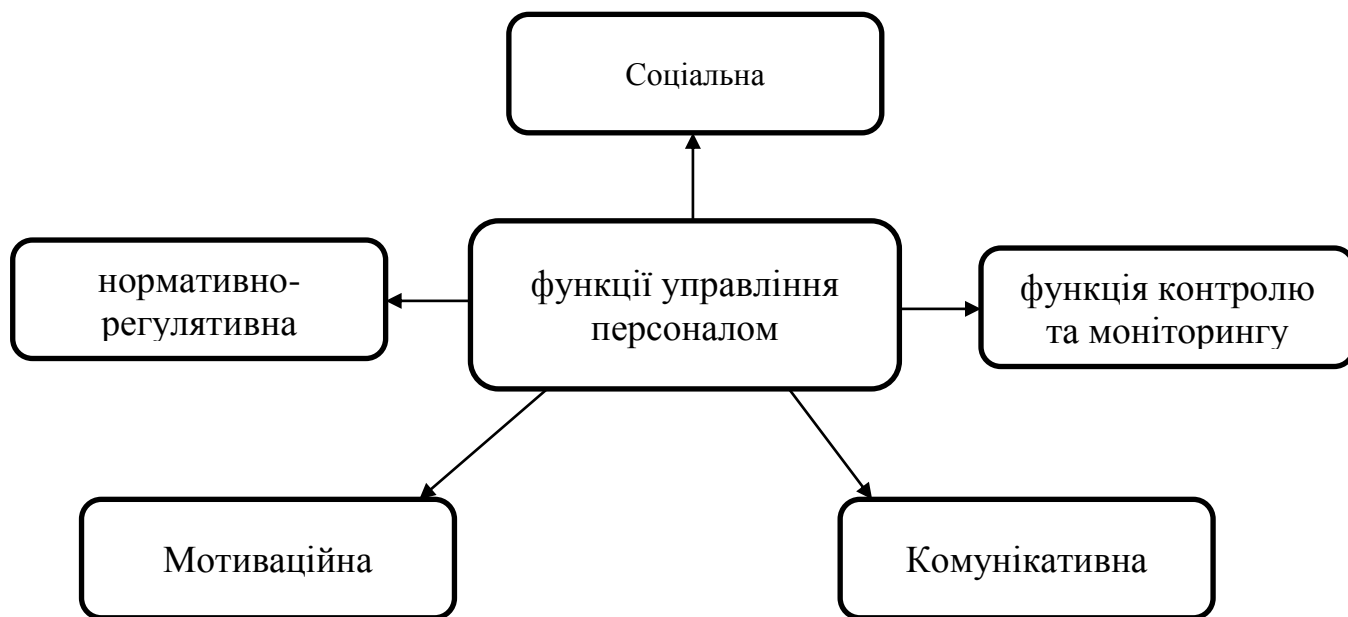 Соціальна
нормативно-
регулятивна
функції управління
персоналом
функція контролю
та моніторингу
Мотиваційна
Комунікативна